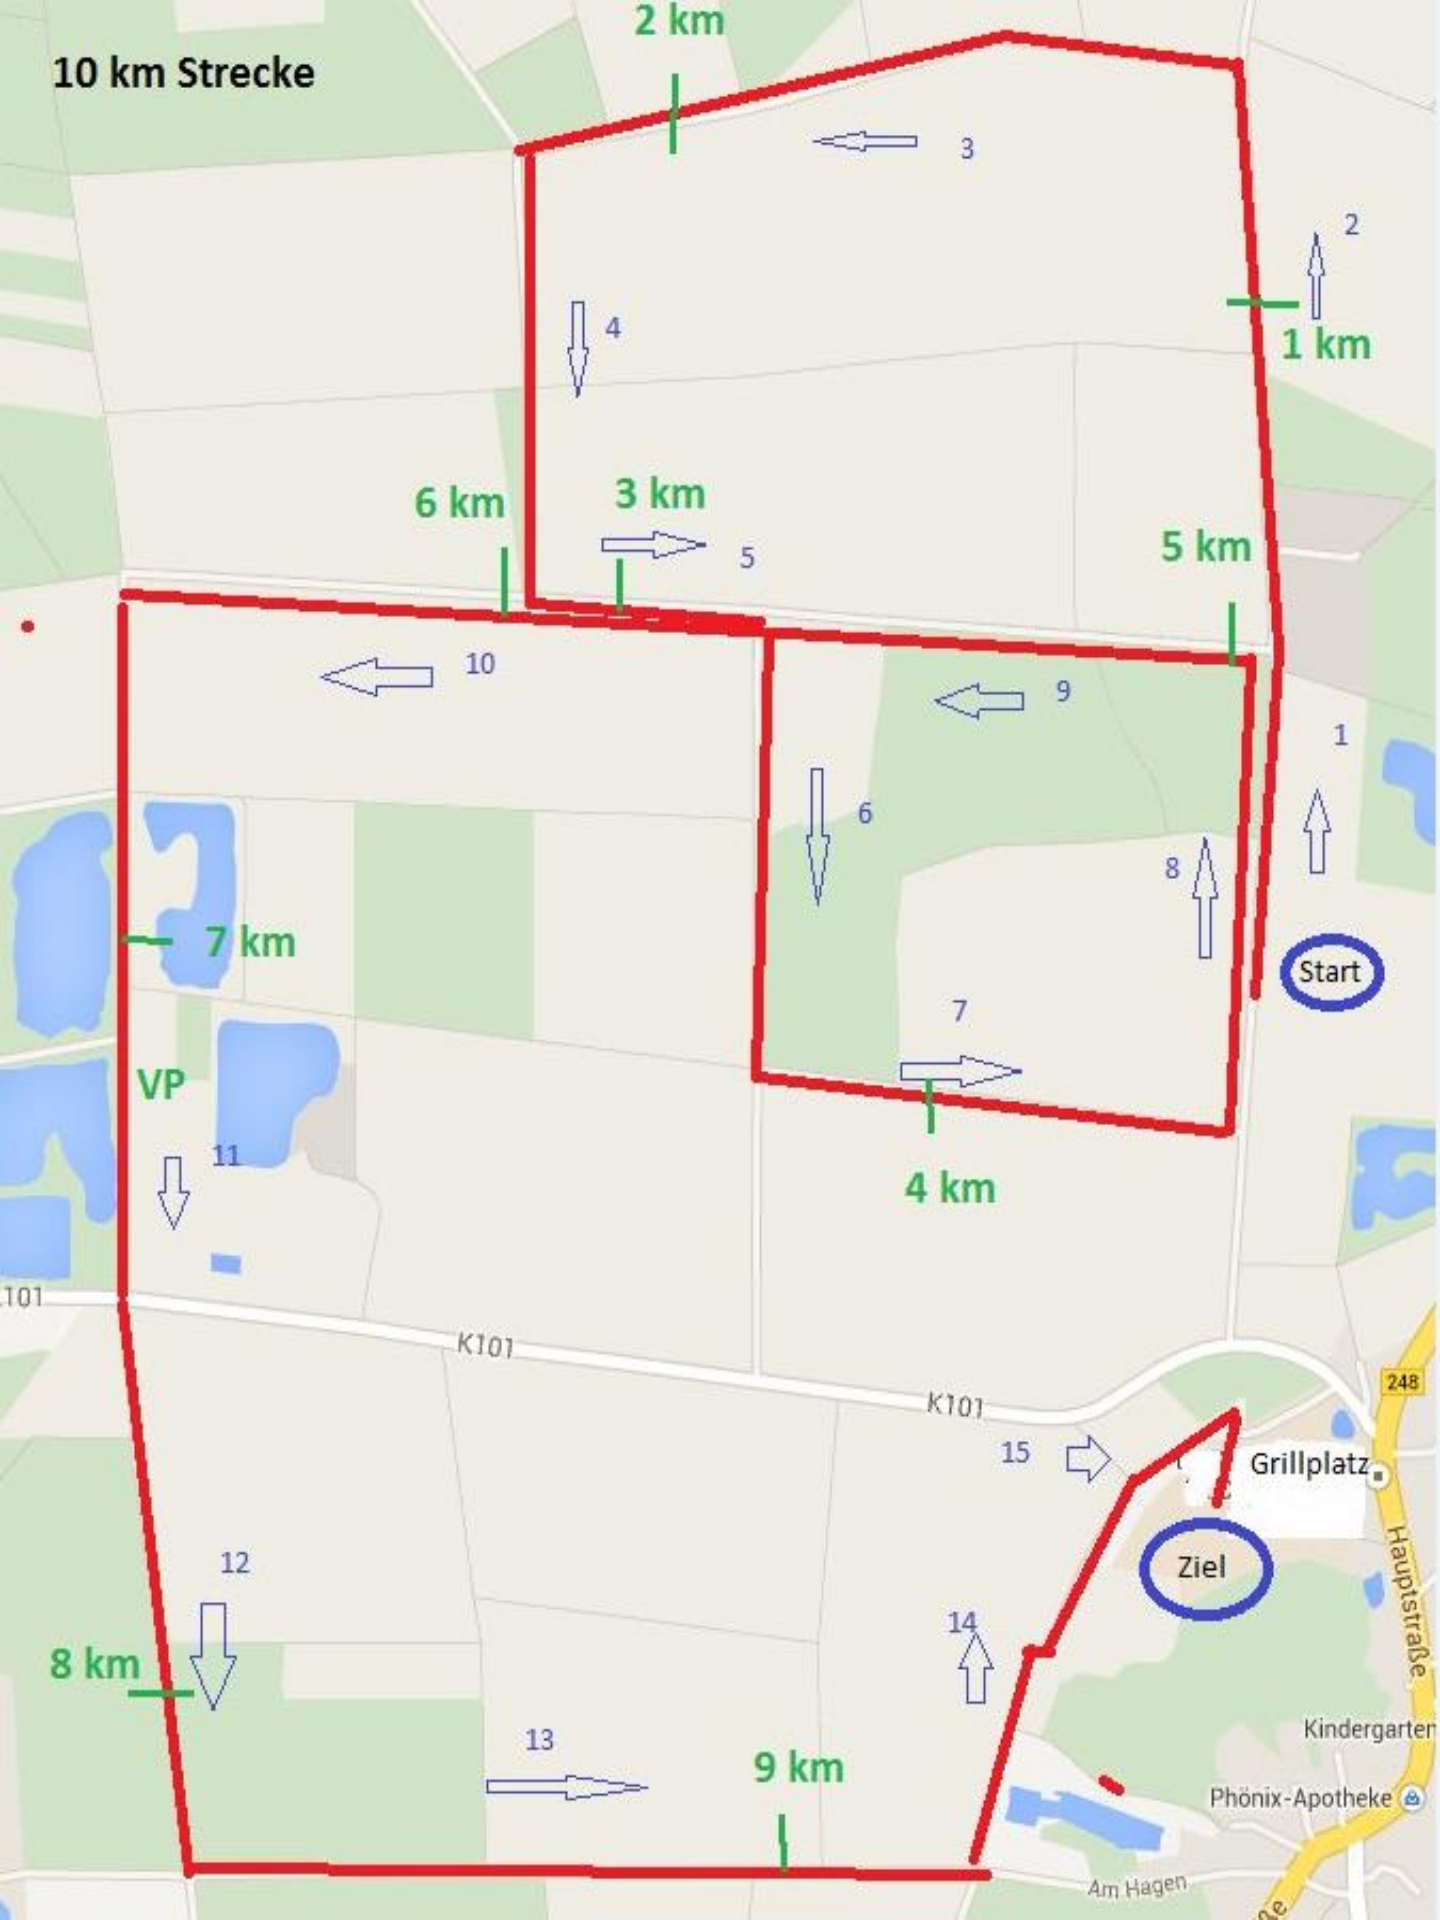 2 km
10 km Strecke
3
2
1 km
4
3 km
6 km
5
5 km
10
9
1
6
8
7 km
Start
7
VP
11
4 km
K101
K101
248
15
Grillplatz
Hauptstraße
12
Ziel
14
8 km
13
Kindergarten
9 km
Phönix-Apotheke
Am Hagen